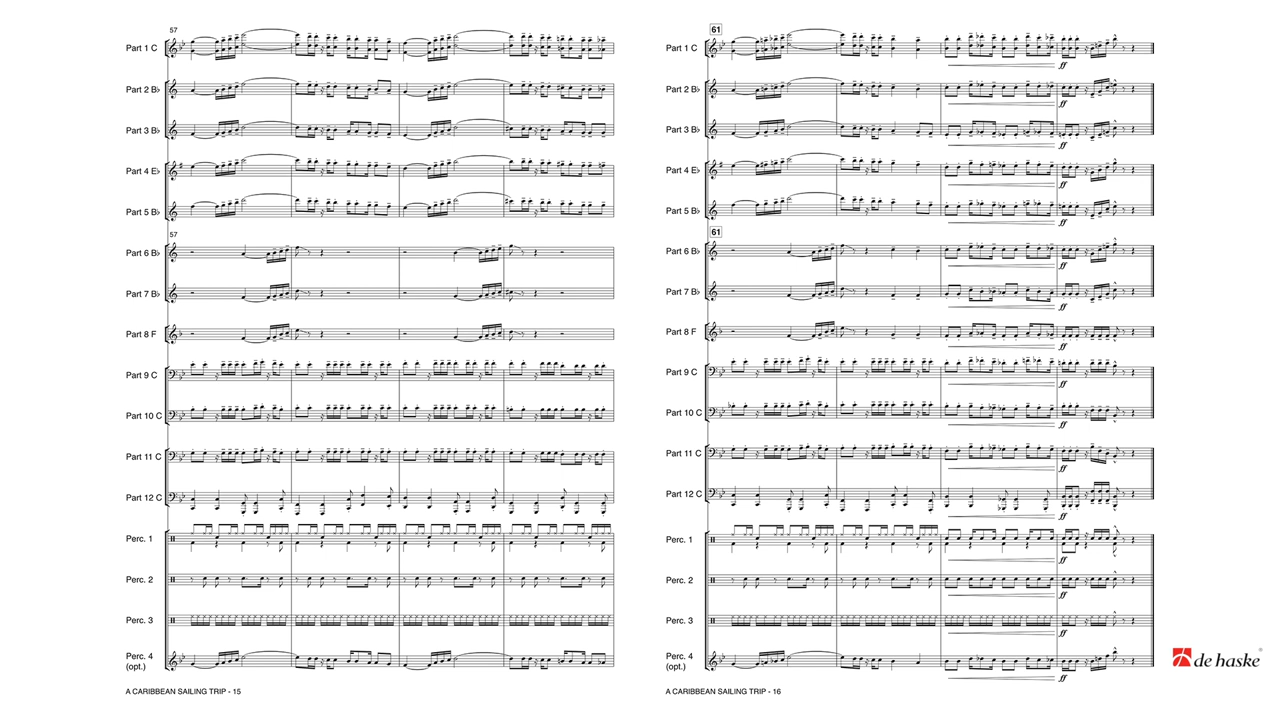 57
Part 1 C
Part 2 B♭
Part 3 B♭
Part 4 E♭
Part 5 B♭
57
Part 6 B♭
Part 7 B♭
Part 8 F
Part 9 C
Part 10 C
Part 11 C
Part 12 C
Perc. 1
Perc. 2
Perc. 3
Perc. 4
(opt.)
A CARIBBEAN SAILING TRIP - 15
61
Part 1 C
ff
Part 2 B♭
ff
Part 3 B♭
ff
Part 4 E♭
ff
Part 5 B♭
ff
61
Part 6 B♭
ff
Part 7 B♭
ff
Part 8 F
ff
Part 9 C
ff
Part 10 C
ff
Part 11 C
ff
Part 12 C
ff
Perc. 1
ff
Perc. 2
ff
Perc. 3
ff
Perc. 4
(opt.)
ff
A CARIBBEAN SAILING TRIP - 16
de haske®